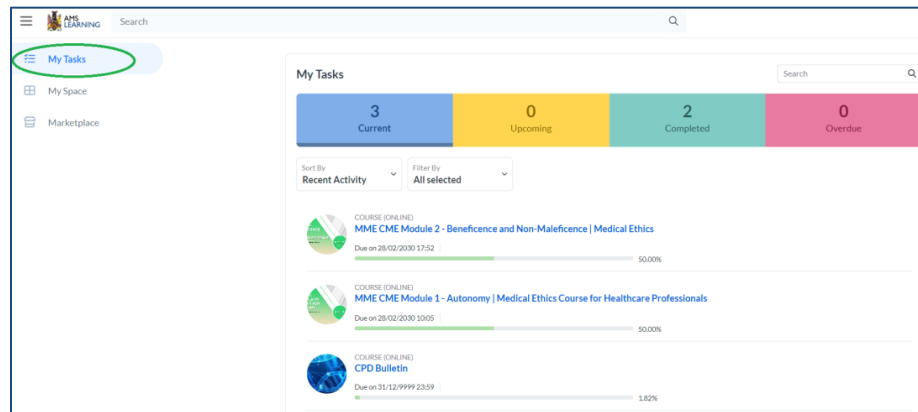 AMS
LEARNING
Search
My Tasks
My Space
Marketplace
My Tasks
Search
3
Current
0
Upcoming
2
Completed
0
Overdue
Sort By
Recent Activity
Filter By
All selected
COURSE (ONLINE)
MME CME Module 2 - Beneficence and Non-Maleficence | Medical Ethics
Due on 28/02/2030 17:52
50.00%
COURSE (ONLINE)
MME CME Module 1 - Autonomy | Medical Ethics Course for Healthcare Professionals
Due on 28/02/2030 10:05
50.00%
COURSE (ONLINE)
CPD Bulletin
Due on 31/12/9999 23:59
1.82%